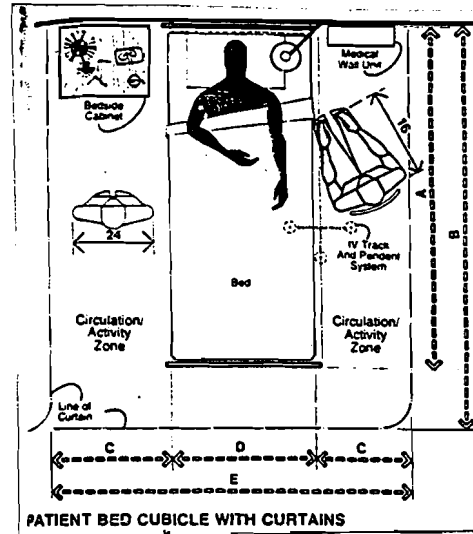 Bedside
Cabinet
Medical
Wall Unit
16
A
B
24
IV Track
And Pendent
System
Bed
Circulation/
Activity
Zone
Circulation/
Activity
Zone
Line of
Curtain
C
D
C
E
PATIENT BED CUBICLE WITH CURTAINS